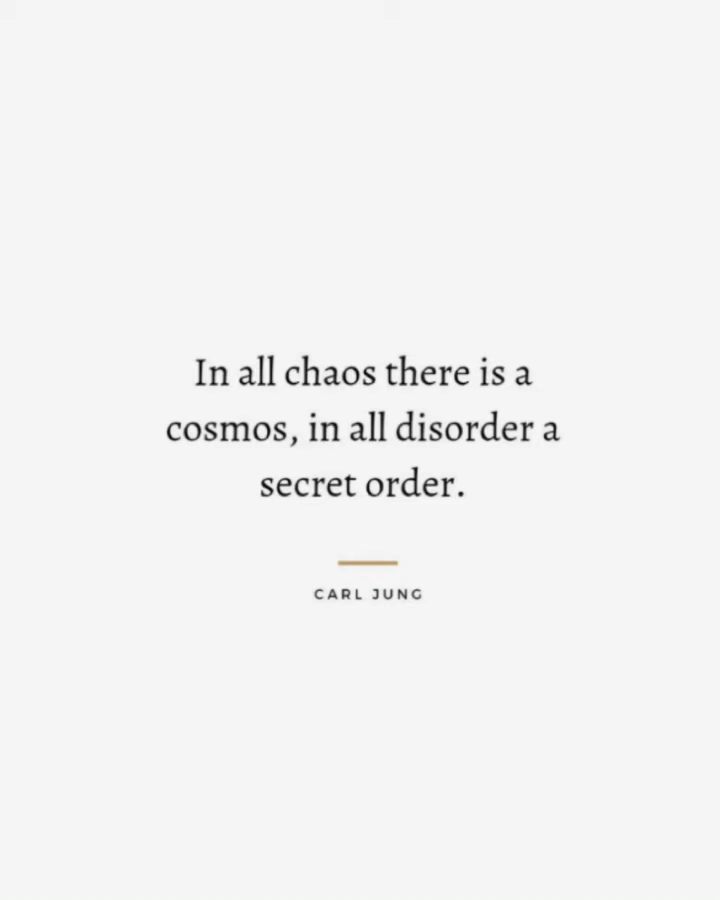 In all chaos there is a
cosmos, in all disorder a
secret order.
CARL JUNG